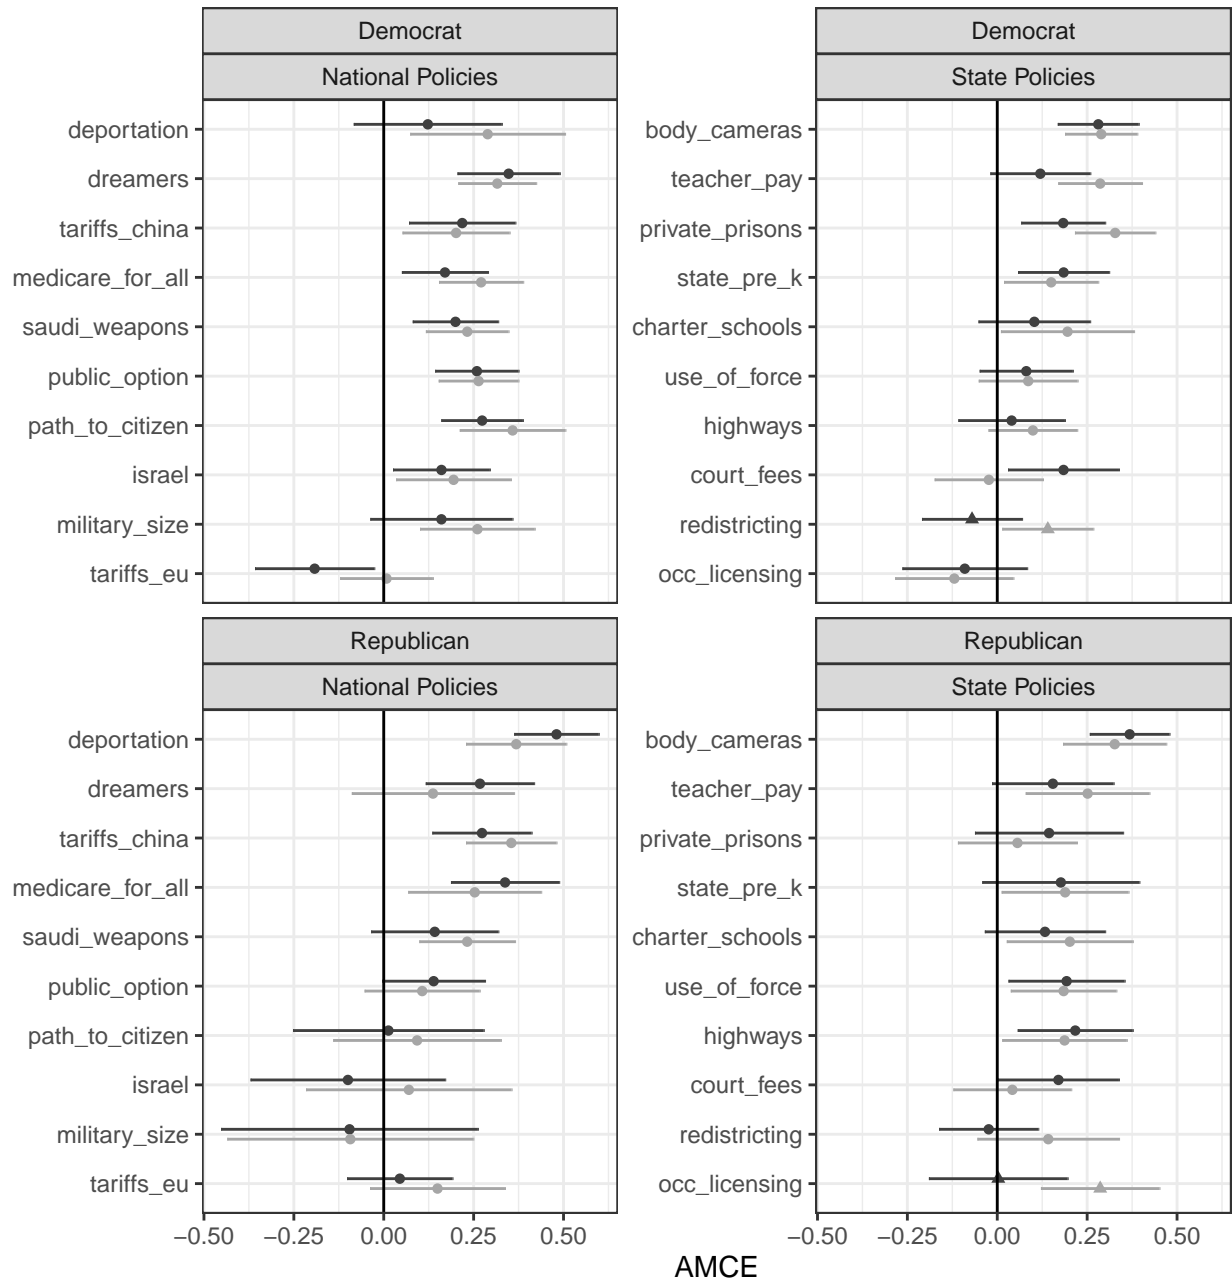 Democrat
National Policies
deportation
dreamers
tariffs_china
medicare_for_all
saudi_weapons
public_option
path_to_citizen
israel
military_size
tariffs_eu
Democrat
State Policies
body_cameras
teacher_pay
private_prisons
state_pre_k
charter_schools
use_of_force
highways
court_fees
redistricting
occ_licensing
Republican
National Policies
deportation
dreamers
tariffs_china
medicare_for_all
saudi_weapons
public_option
path_to_citizen
israel
military_size
tariffs_eu
−0.50 −0.25 0.00 0.25 0.50
Republican
State Policies
body_cameras
teacher_pay
private_prisons
state_pre_k
charter_schools
use_of_force
highways
court_fees
redistricting
occ_licensing
−0.50 −0.25 0.00 0.25 0.50
AMCE